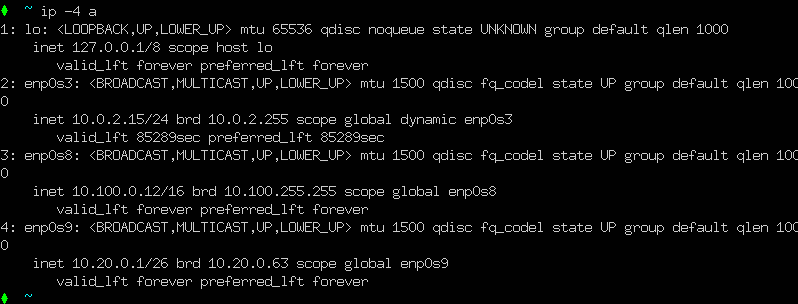 ♦ ~ ip -4 a
1: lo: <LOOPBACK,UP,LOWER_UP> mtu 65536 qdisc noqueue state UNKNOWN group default qlen 1000
    inet 127.0.0.1/8 scope host lo
       valid_lft forever preferred_lft forever
2: enp0s3: <BROADCAST,MULTICAST,UP,LOWER_UP> mtu 1500 qdisc fq_codel state UP group default qlen 100
0
    inet 10.0.2.15/24 brd 10.0.2.255 scope global dynamic enp0s3
       valid_lft 85289sec preferred_lft 85289sec
3: enp0s8: <BROADCAST,MULTICAST,UP,LOWER_UP> mtu 1500 qdisc fq_codel state UP group default qlen 100
0
    inet 10.100.0.12/16 brd 10.100.255.255 scope global enp0s8
       valid_lft forever preferred_lft forever
4: enp0s9: <BROADCAST,MULTICAST,UP,LOWER_UP> mtu 1500 qdisc fq_codel state UP group default qlen 100
0
    inet 10.20.0.1/26 brd 10.20.0.63 scope global enp0s9
       valid_lft forever preferred_lft forever
♦ ~